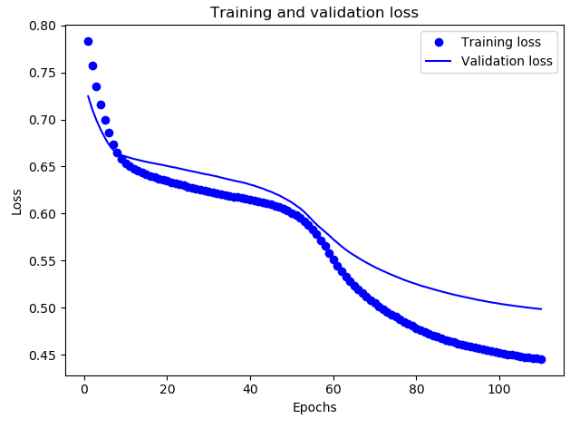 Training and validation loss
Training loss
Validation loss
0.80
0.75
0.70
0.65
0.60
0.55
0.50
0.45
Loss
0
20
40
60
80
100
Epochs